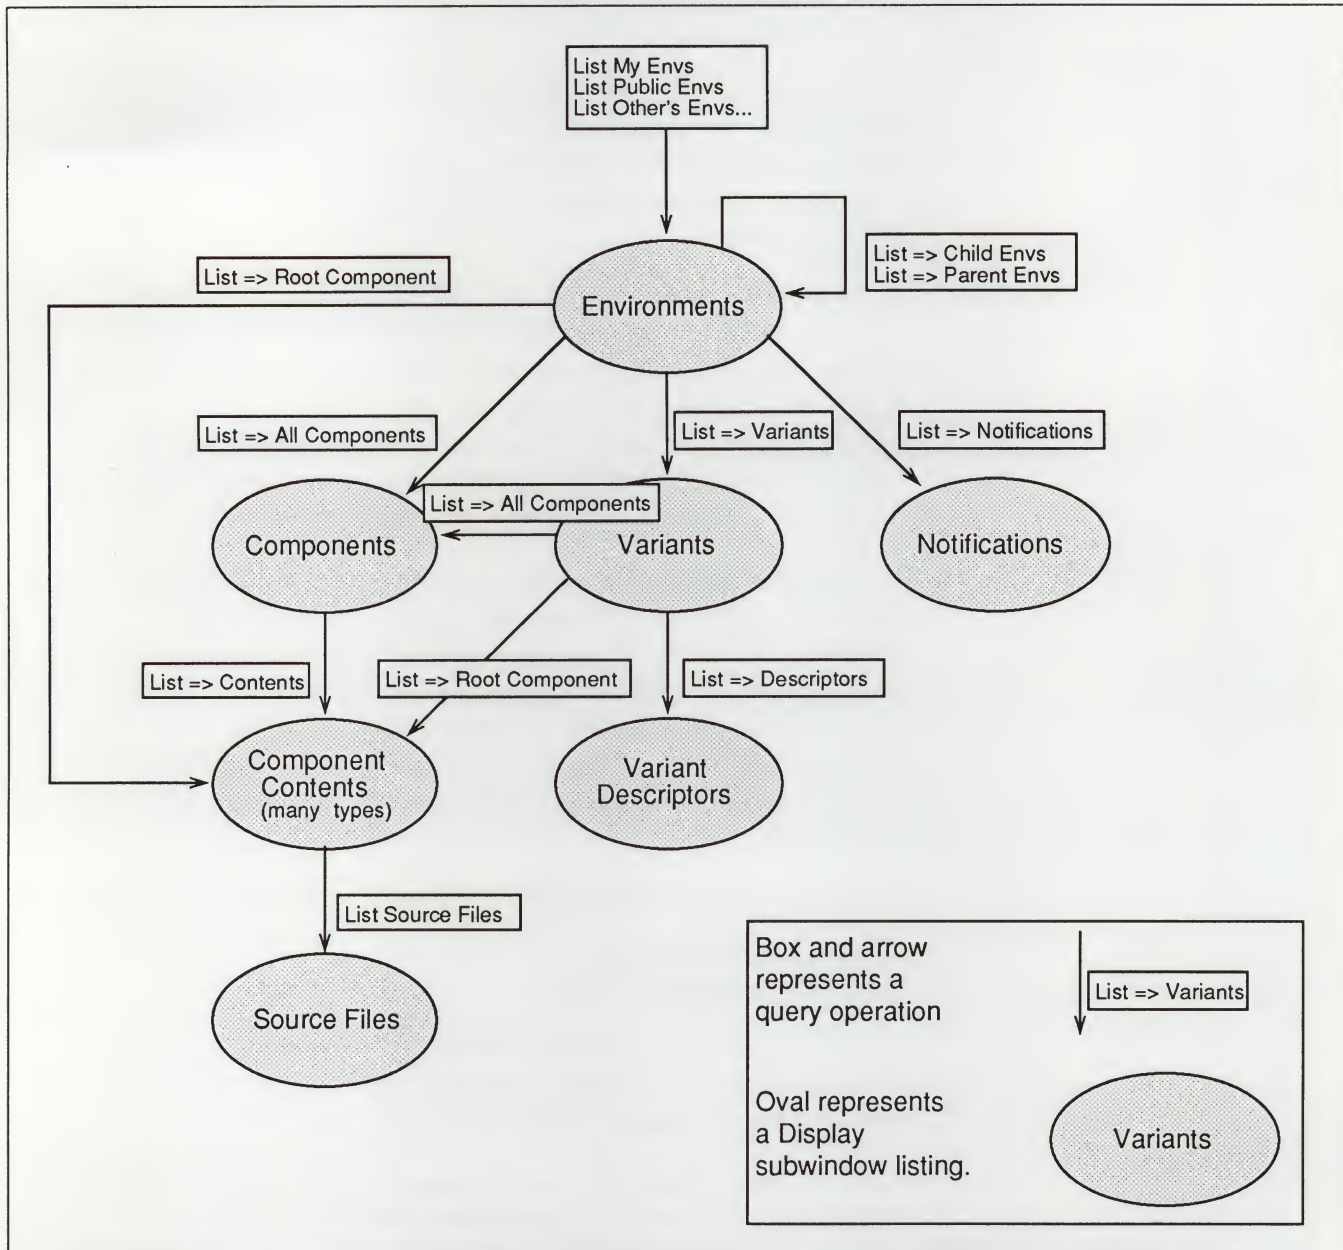 List My Envs
List Public Envs
List Other's Envs...
List => Root Component
List => Child Envs
List => Parent Envs
Environments
List => All Components
List => Variants
List => Notifications
List => All Components
Components
Variants
Notifications
List => Contents
List => Root Component
List => Descriptors
Component
Contents
(many types)
Variant
Descriptors
List Source Files
Source Files
Box and arrow
represents a
query operation
List => Variants
Oval represents
a Display
subwindow listing.
Variants